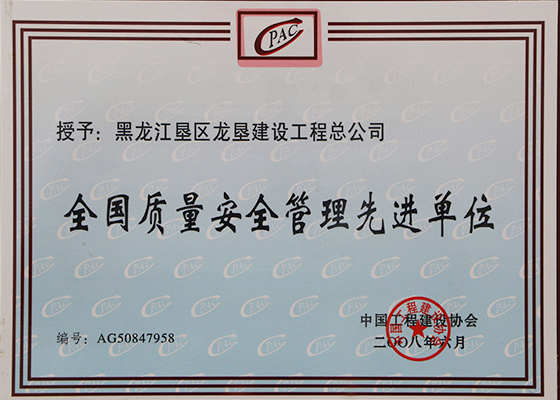 CPAC
授予：黑龙江垦区龙垦建设工程总公司
全国质量安全管理先进单位
中国工程建设协会
编号：AG50847958
二〇〇八年六月